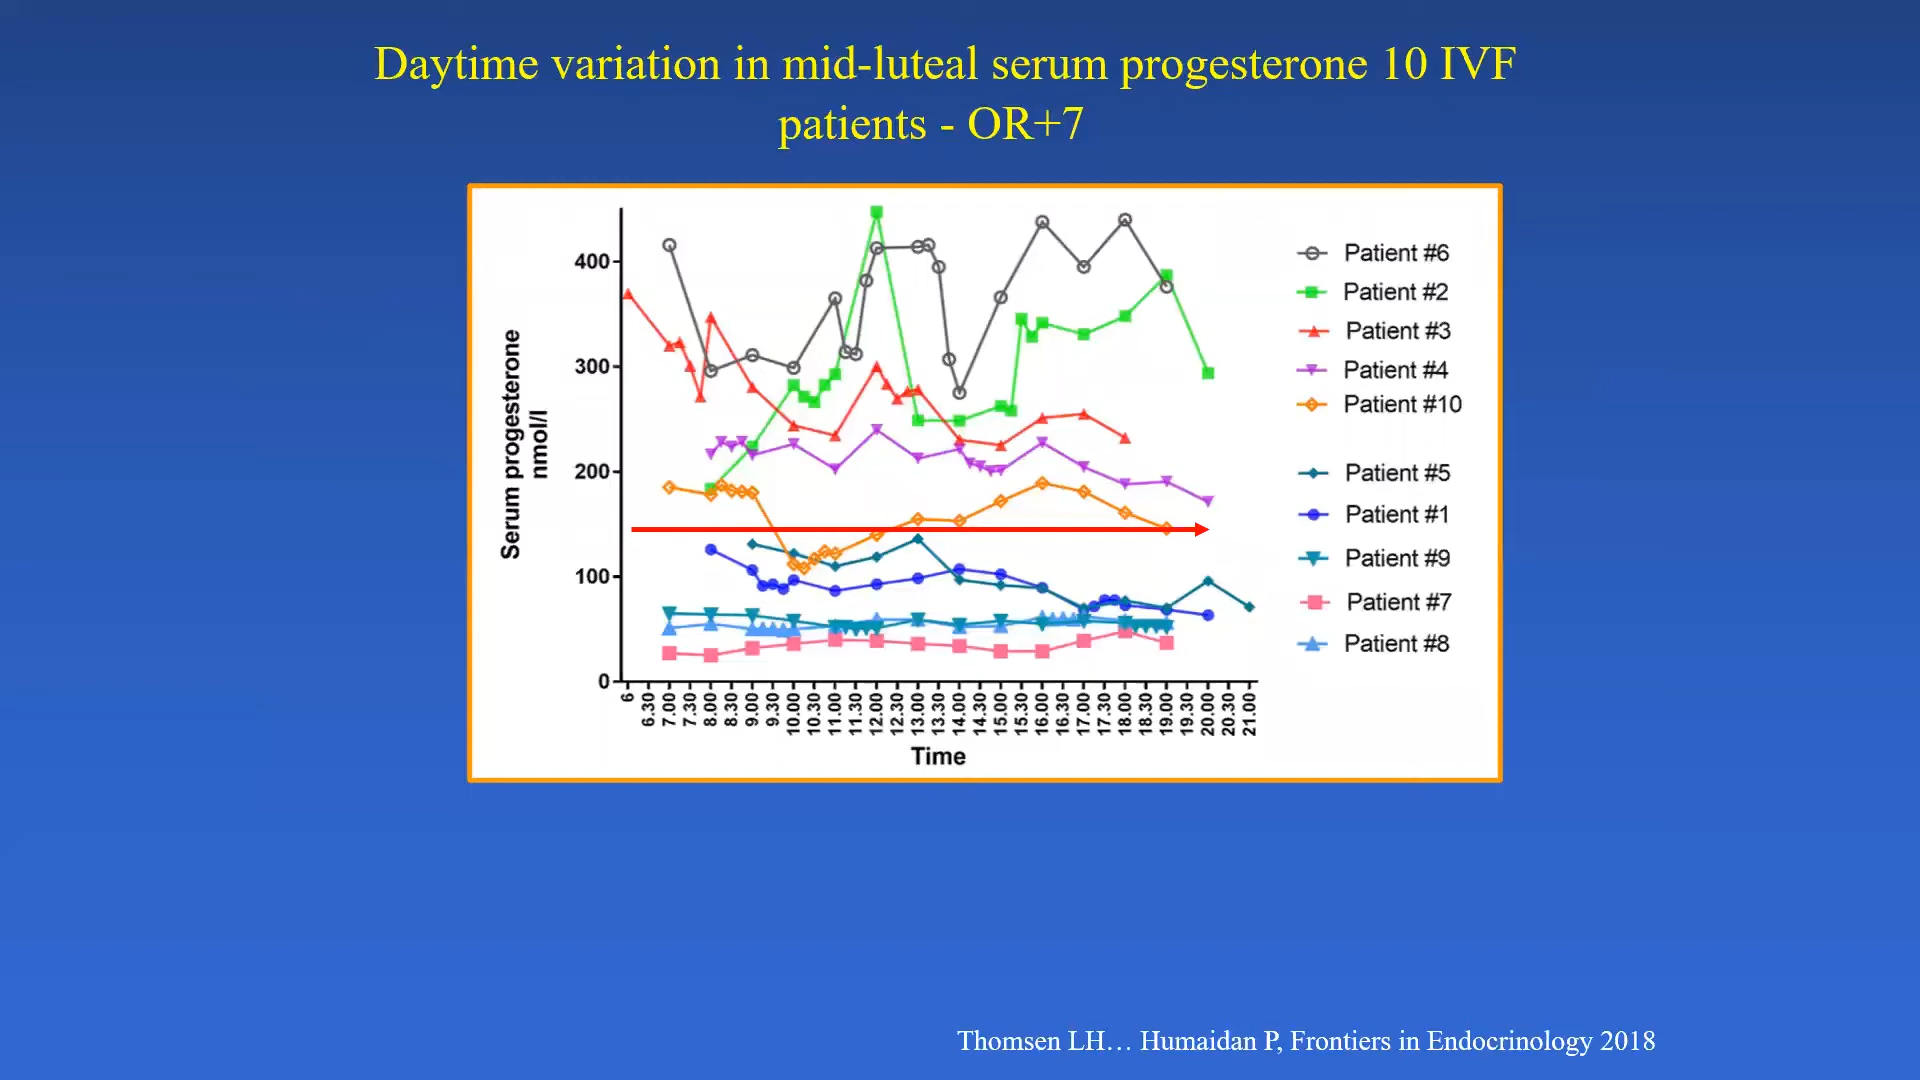 Daytime variation in mid-luteal serum progesterone 10 IVF
patients - OR+7
Serum progesterone
nmol/l
400
300
200
100
0
6
6.30
7.00
7.30
8.00
8.30
9.00
9.30
10.00
10.30
11.00
11.30
12.00
12.30
13.00
13.30
14.00
14.30
15.00
15.30
16.00
16.30
17.00
17.30
18.00
18.30
19.00
19.30
20.00
20.30
21.00
Time
Patient #6
Patient #2
Patient #3
Patient #4
Patient #10
Patient #5
Patient #1
Patient #9
Patient #7
Patient #8
Thomsen LH… Humaidan P, Frontiers in Endocrinology 2018